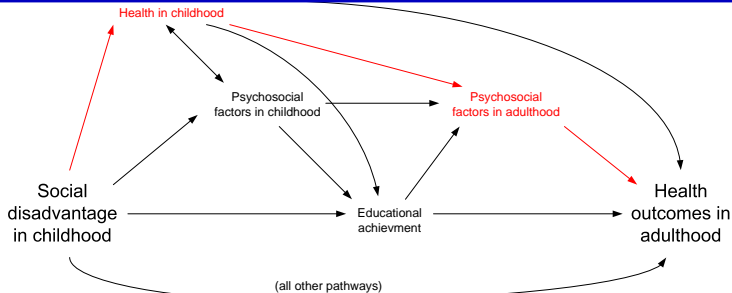 Health in childhood
Psychosocial
factors in childhood
Psychosocial
factors in adulthood
Social
disadvantage
in childhood
Educational
achievment
Health
outcomes in
adulthood
(all other pathways)